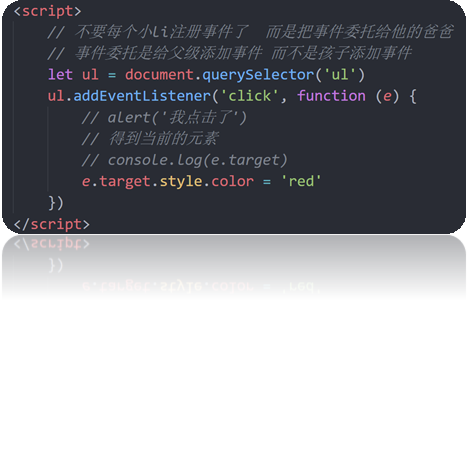 <script>
// 不要每个小li注册事件了  而是把事件委托给他的爸爸
// 事件委托是给父级添加事件 而不是孩子添加事件
let ul = document.querySelector('ul')
ul.addEventListener('click', function (e) {
// alert('我点击了')
// 得到当前的元素
// console.log(e.target)
e.target.style.color = 'red'
})
</script>